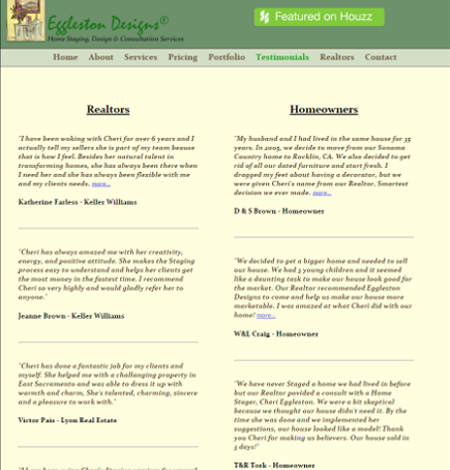 Eggleston Designs®
Home Staging, Design & Consultation Services
Featured on Houzz
Home About Services Pricing Portfolio Testimonials Realtors Contact
Realtors
"I have been woking with Cheri for over 6 years and I
actually tell my sellers she is part of my team beause
that is how I feel. Besides her natural talent in
transforming homes, she has always been there when
I need her and she has always been flexible with me
and my clients needs. more...
Katherine Farless - Keller Williams
"Cheri has always amazed me with her creativity,
energy, and positive attitude. She makes the Staging
process easy to understand and helps her clients get
the most money in the fastest time. I recommend
Cheri so very highly and would gladly refer her to
anyone."
Jeanne Brown - Keller Williams
"Cheri has done a fantastic job for my clients and
myself. She helped me with a challanging property in
East Sacramento and was able to dress it up with
warmth and charm, She's talented, charming, sincere
and a pleasure to work with."
Victor Pais - Lyon Real Estate
Homeowners
"My husband and I had lived in the same house for 35
years. In 2005, we decide to move from our Sonoma
Country home to Rocklin, CA. We also decided to get
rid of all our dated furniture and start fresh. I
dragged my feet about having a decorator, but we
were given Cheri's name from our Realtor. Smartest
decision we ever made. more...
D & S Brown - Homeowner
"We decided to get a bigger home and needed to sell
our house. We had 3 young children and it seemed
like a daunting task to make our house look good for
the market. Our Realtor recommended Eggleston
Designs to come and help us make our house more
marketable. I was amazed at what Cheri did with our
home! more...
W&L Craig - Homeowner
"We have never Staged a home we had lived in before
but our Realtor povided a consult with a Home
Stager, Cheri Eggleston. We were a bit skeptical
because we thought our house didn't need it. By the
time she was done and we implemented her
suggestions, our house looked like a model! Thank
you Cheri for making us believers. Our house sold in
3 days!"
T&R Tork - Homeowner